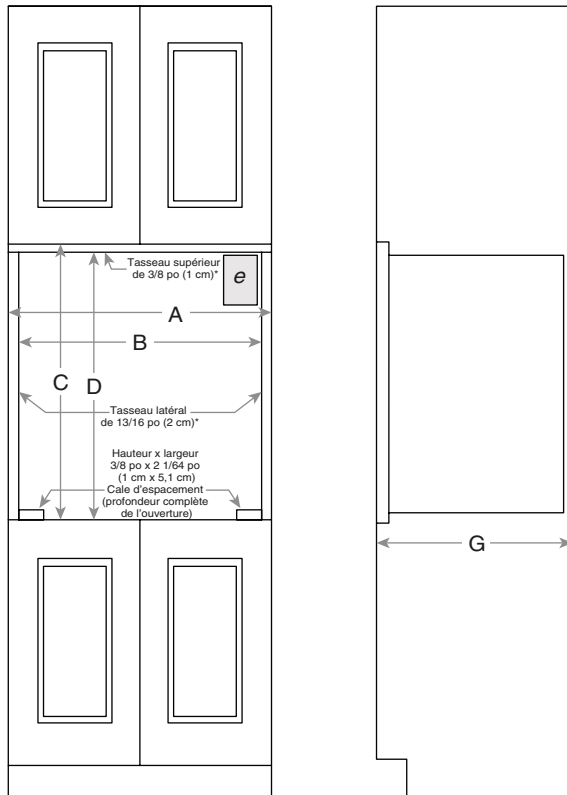 Tasseau supérieur
de 3/8 po (1 cm)*
e
A
B
C
D
Tasseau latéral
de 13/16 po (2 cm)*
Hauteur x largeur
3/8 po x 2 1/64 po
(1 cm x 5,1 cm)
Cale d'espacement
(profondeur complète
de l'ouverture)
G